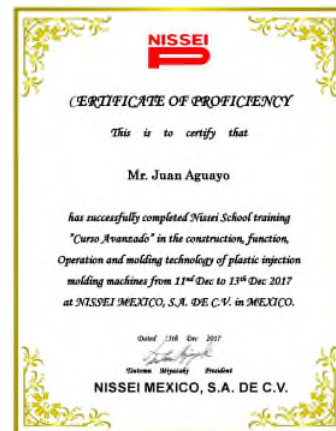 NISSEI
CERTIFICATE OF PROFICIENCY
This is to certify that
Mr. Juan Aguayo
has successfully completed Nissei School training
"Curso Avanzado" in the construction, function,
Operation and molding technology of plastic injection
molding machines from 11nd Dec to 13th Dec 2017
at NISSEI MEXICO, S.A. DE C.V. in MEXICO.
Dated 13th Dec 2017
Tsutomu Miyazaki President
NISSEI MEXICO, S.A. DE C.V.